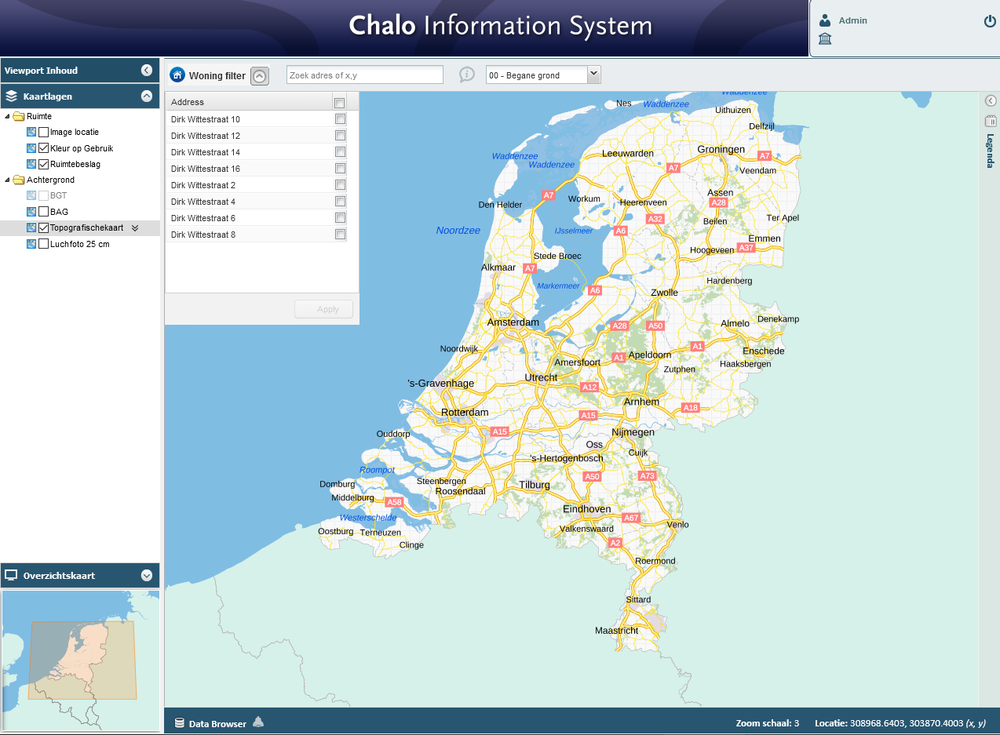 Chalo Information System
Admin
Viewport Inhoud
Kaartlagen
Ruimte
Image locatie
Kleur op Gebruik
Ruimtebeslag
Achtergrond
BGT
BAG
Topografischekaart
Luchfoto 25 cm
Overzichtskaart
Woning filter
Zoek adres of x,y
00 - Begane grond
Address
Dirk Wittestraat 10
Dirk Wittestraat 12
Dirk Wittestraat 14
Dirk Wittestraat 16
Dirk Wittestraat 2
Dirk Wittestraat 4
Dirk Wittestraat 6
Dirk Wittestraat 8
Apply
Waddenzee
Nes
Waddenzee
Uithuizen
Delfzijl
Leeuwarden
Groningen
Waddenzee
A7
Waddenzee
A7
Veendam
Assen
A7
Workum
Heerenveen
A28
Den Helder
A32
Beilen
Ter Apel
Noordzee
IJsselmeer
A6
Emmen
Hoogeveen
A37
Stede Broec
Alkmaar
A7
Hardenberg
Markermeer
A6
Zwolle
Amsterdam
A28
A50
Almelo
Denekamp
Noordwijk
A1
Enschede
Amersfoort
A1
Apeldoorn
Zutphen
Haaksbergen
Utrecht
's-Gravenhage
A12
Arnhem
A18
Rotterdam
A15
A15
Nijmegen
Ouddorp
Oss
Cuijk
's-Hertogenbosch
Roompot
A50
A73
Domburg
Steenbergen
Tilburg
Roosendaal
Middelburg
A58
Eindhoven
Westerschelde
A67
Venlo
Oostburg
Terneuzen
Valkenswaard
Clinge
A2
Roermond
Sittard
Maastricht
Legenda
Data Browser
Zoom schaal: 3
Locatie: 308968.6403, 303870.4003 (x, y)